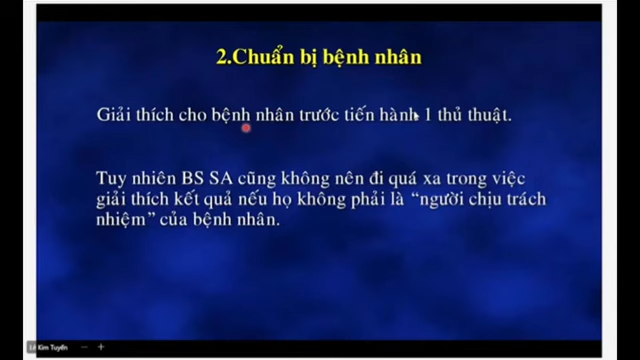 2.Chuẩn bị bệnh nhân
Giải thích cho bệnh nhân trước tiến hành 1 thủ thuật.
Tuy nhiên BS SA cũng không nên đi quá xa trong việc
giải thích kết quả nếu họ không phải là “người chịu trách
nhiệm” của bệnh nhân.
Lê Kim Tuyến